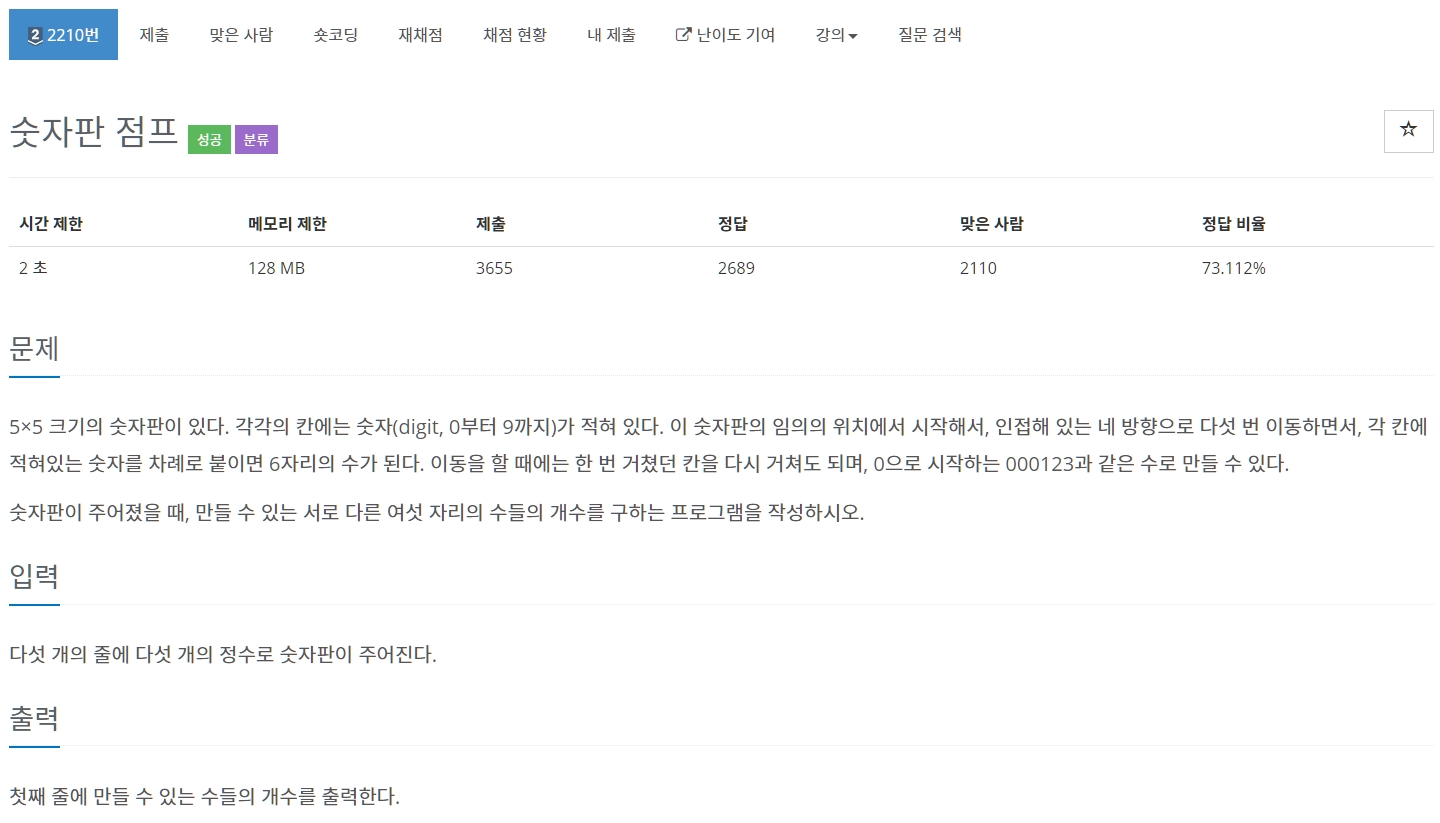 2 2210번 제출 맞은 사람 숏코딩 재채점 채점 현황 내 제출 난이도 기여 강의 질문 검색
숫자판 점프 성공 분류
시간 제한 메모리 제한 제출 정답 맞은 사람 정답 비율
2 초 128 MB 3655 2689 2110 73.112%
문제
5×5 크기의 숫자판이 있다. 각각의 칸에는 숫자(digit, 0부터 9까지)가 적혀 있다. 이 숫자판의 임의의 위치에서 시작해서, 인접해 있는 네 방향으로 다섯 번 이동하면서, 각 칸에
적혀있는 숫자를 차례로 붙이면 6자리의 수가 된다. 이동을 할 때에는 한 번 거쳤던 칸을 다시 거쳐도 되며, 0으로 시작하는 000123과 같은 수로 만들 수 있다.
숫자판이 주어졌을 때, 만들 수 있는 서로 다른 여섯 자리의 수들의 개수를 구하는 프로그램을 작성하시오.
입력
다섯 개의 줄에 다섯 개의 정수로 숫자판이 주어진다.
출력
첫째 줄에 만들 수 있는 수들의 개수를 출력한다.